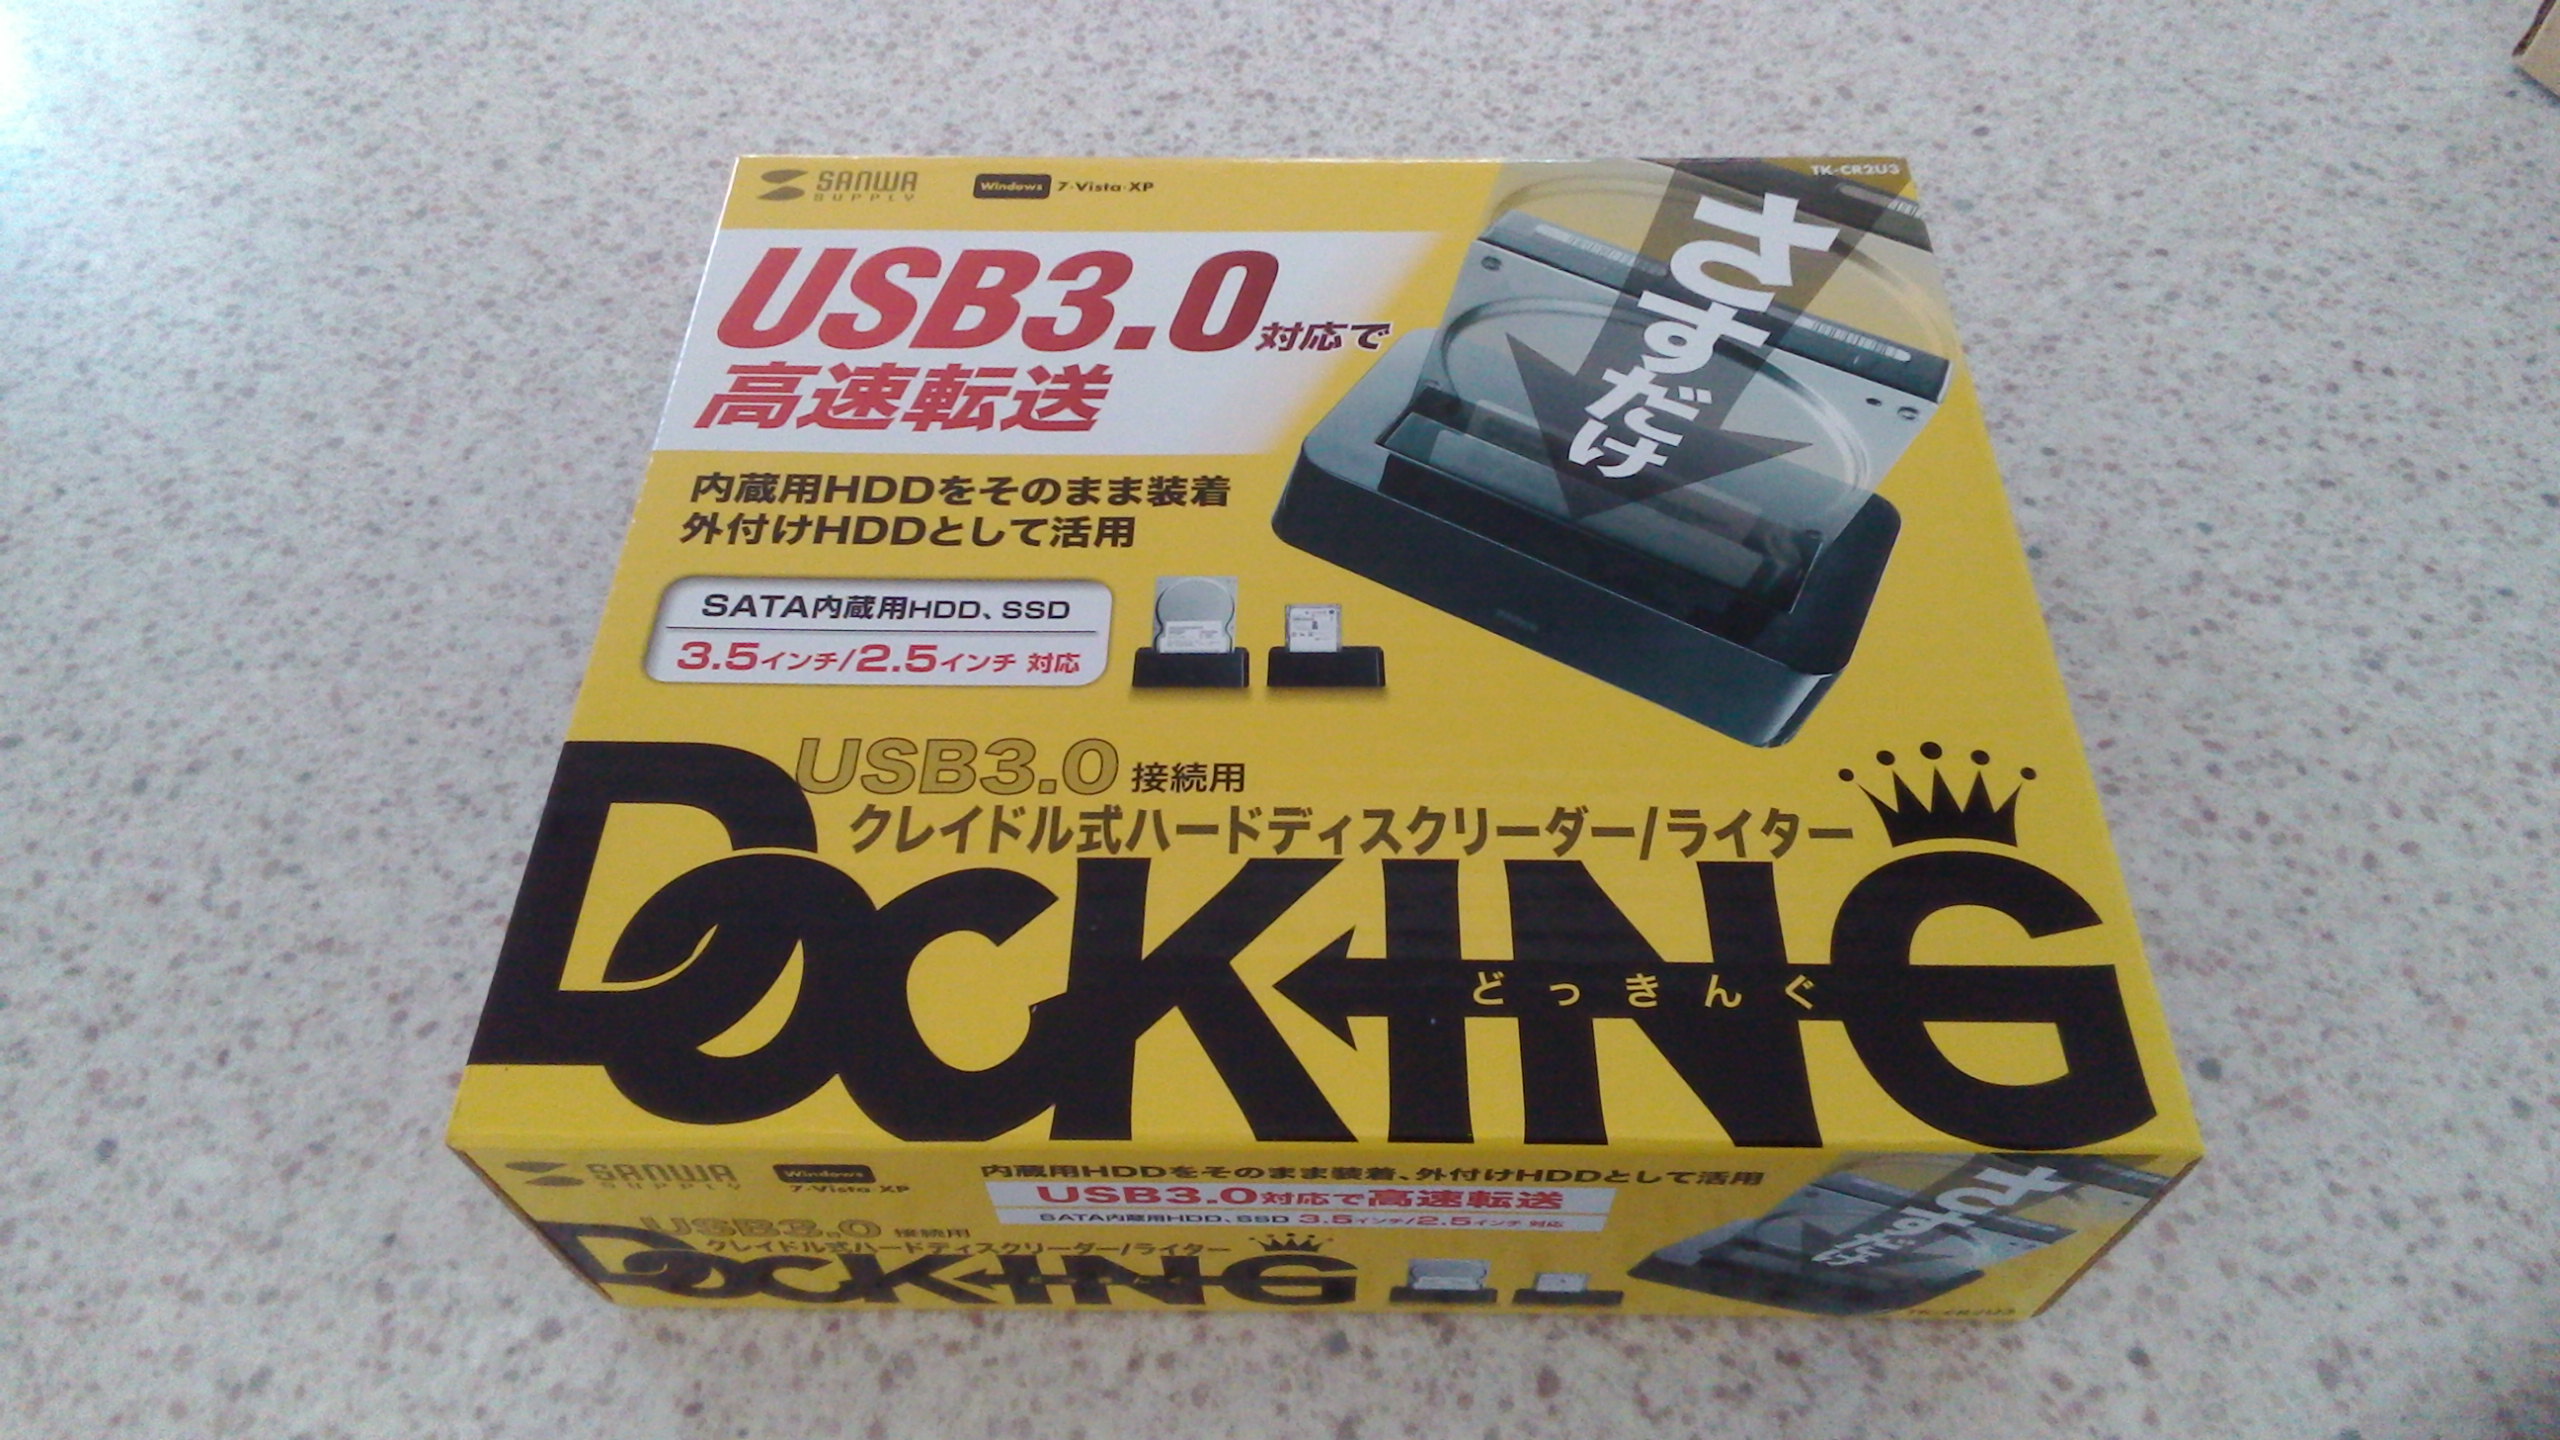 SANWA
SUPPLY
Windows 7・Vista・XP
TK-CR2U3
USB3.0対応で
高速転送
さすだけ
内蔵用HDDをそのまま装着
外付けHDDとして活用
SATA内蔵用HDD、SSD
3.5インチ/2.5インチ 対応
USB3.0 接続用
クレイドル式ハードディスクリーダー/ライター
DOCKING
どっきんぐ
SANWA
SUPPLY
Windows
7・Vista・XP
内蔵用HDDをそのまま装着、外付けHDDとして活用
USB3.0対応で高速転送
SATA内蔵用HDD、SSD 3.5インチ/2.5インチ 対応
USB3.0 接続用
クレイドル式ハードディスクリーダー/ライター
DOCKING
さすだけ
TK-CR2U3